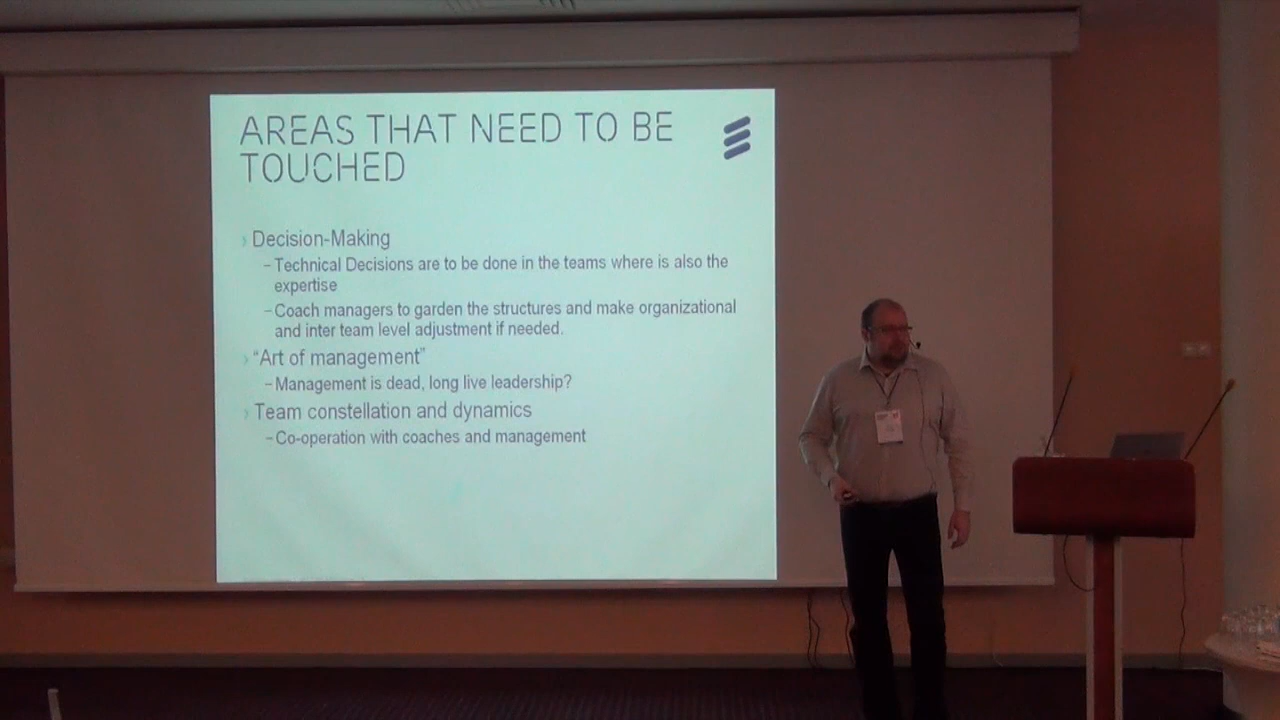 AREAS THAT NEED TO BE
TOUCHED
› Decision-Making
– Technical Decisions are to be done in the teams where is also the
expertise
– Coach managers to garden the structures and make organizational
and inter team level adjustment if needed.
› “Art of management”
– Management is dead, long live leadership?
› Team constellation and dynamics
– Co-operation with coaches and management